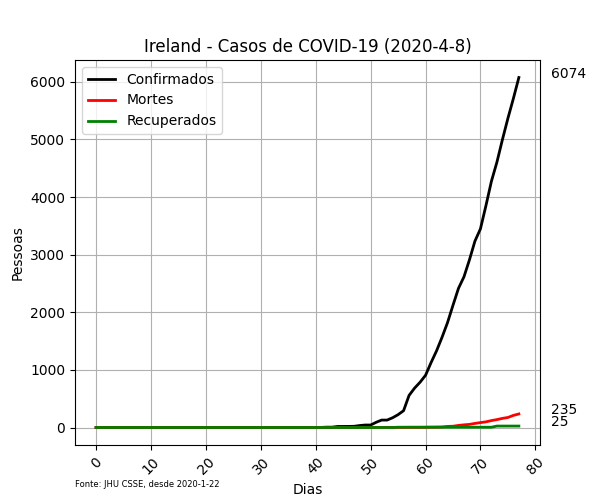 Ireland - Casos de COVID-19 (2020-4-8)
Confirmados
Mortes
Recuperados
6074
6000
5000
4000
3000
2000
1000
0
235
25
Pessoas
0 10 20 30 40 50 60 70 80
Fonte: JHU CSSE, desde 2020-1-22
Dias